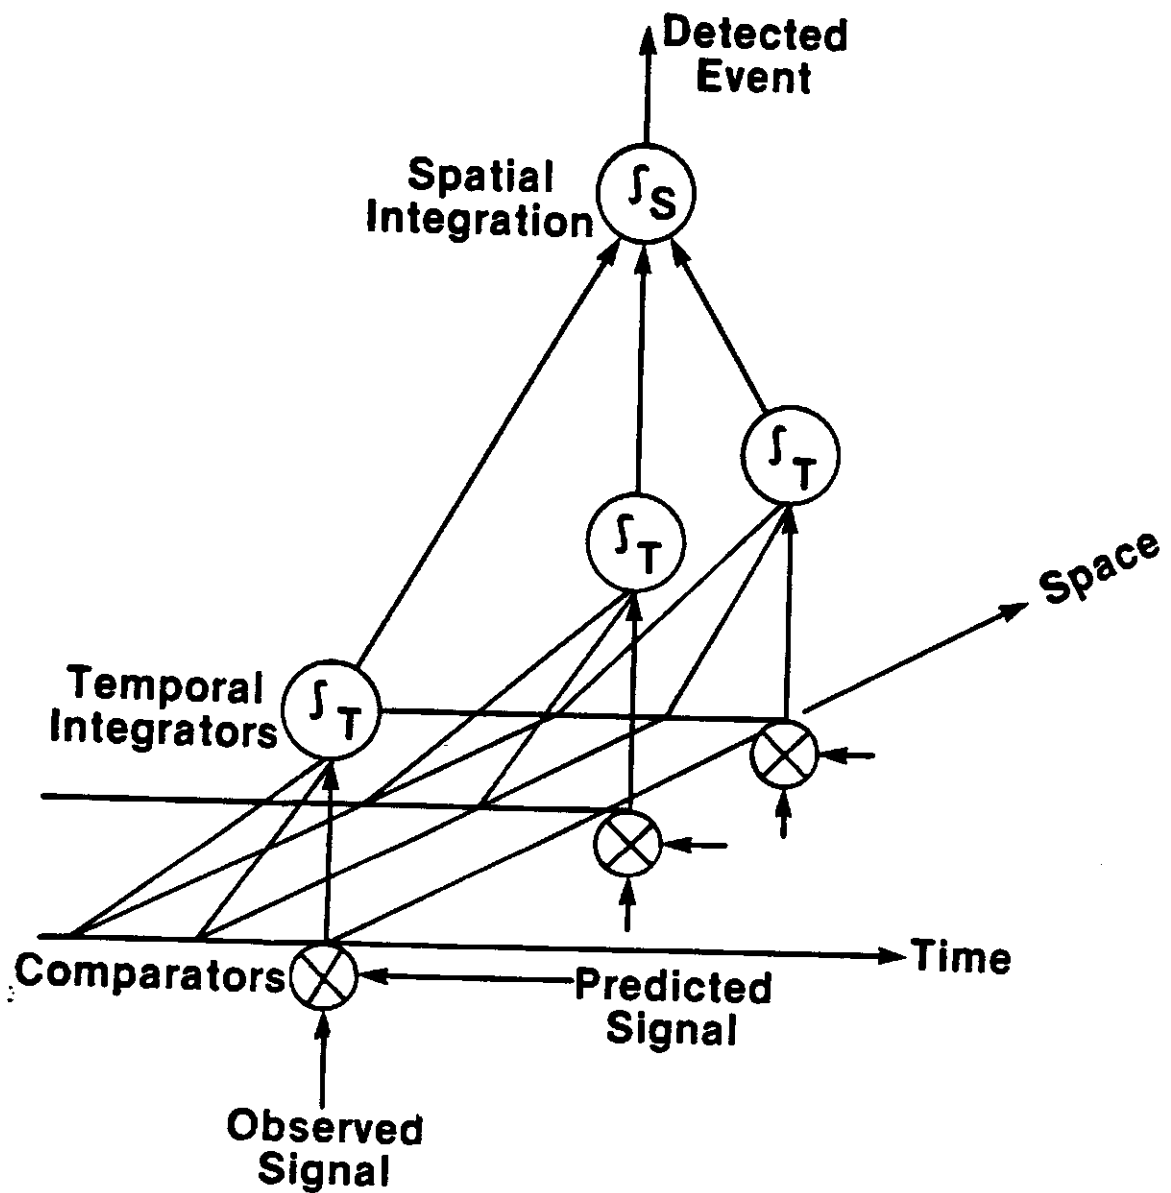 Detected
Event
Spatial
Integration
∫S
∫T
∫T
Space
Temporal
Integrators
∫T
Time
Comparators
Predicted
Signal
Observed
Signal